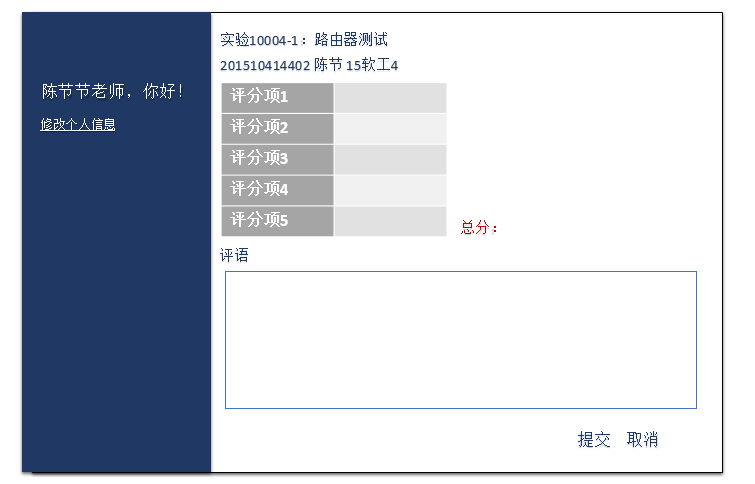 陈节节老师，你好！
修改个人信息
实验10004-1：路由器测试
201510414402 陈节 15软工4
评分项1
评分项2
评分项3
评分项4
评分项5
总分：
评语
提交 取消